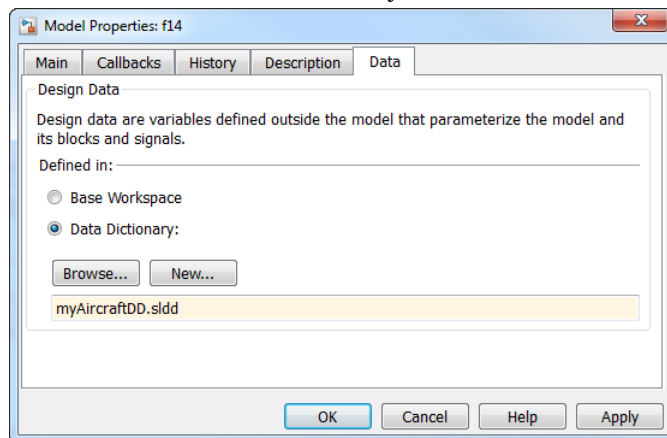 Model Properties: f14
Main Callbacks History Description Data
Design Data
Design data are variables defined outside the model that parameterize the model and
its blocks and signals.
Defined in:
Base Workspace
Data Dictionary:
Browse... New...
myAircraftDD.sldd
OK Cancel Help Apply